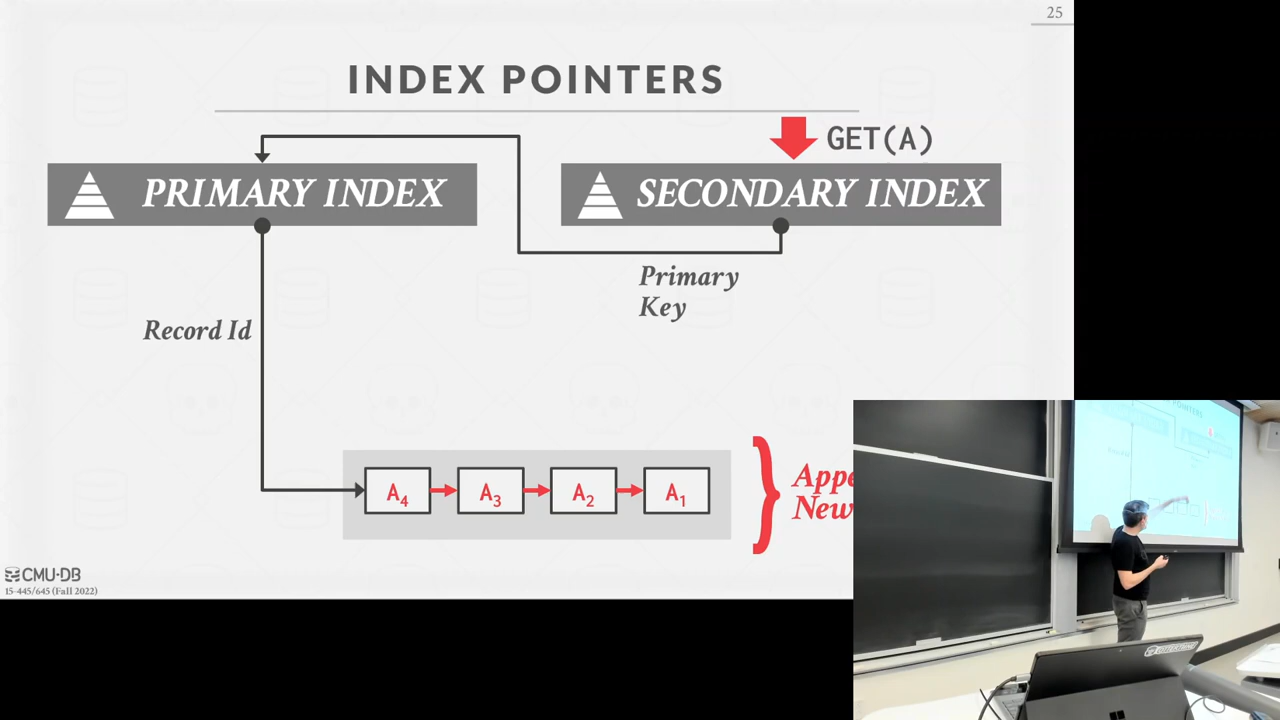 25
INDEX POINTERS
GET(A)
PRIMARY INDEX
SECONDARY INDEX
Primary
Key
Record Id
A4
A3
A2
A1
New
CMU·DB
15-445/645 (Fall 2022)